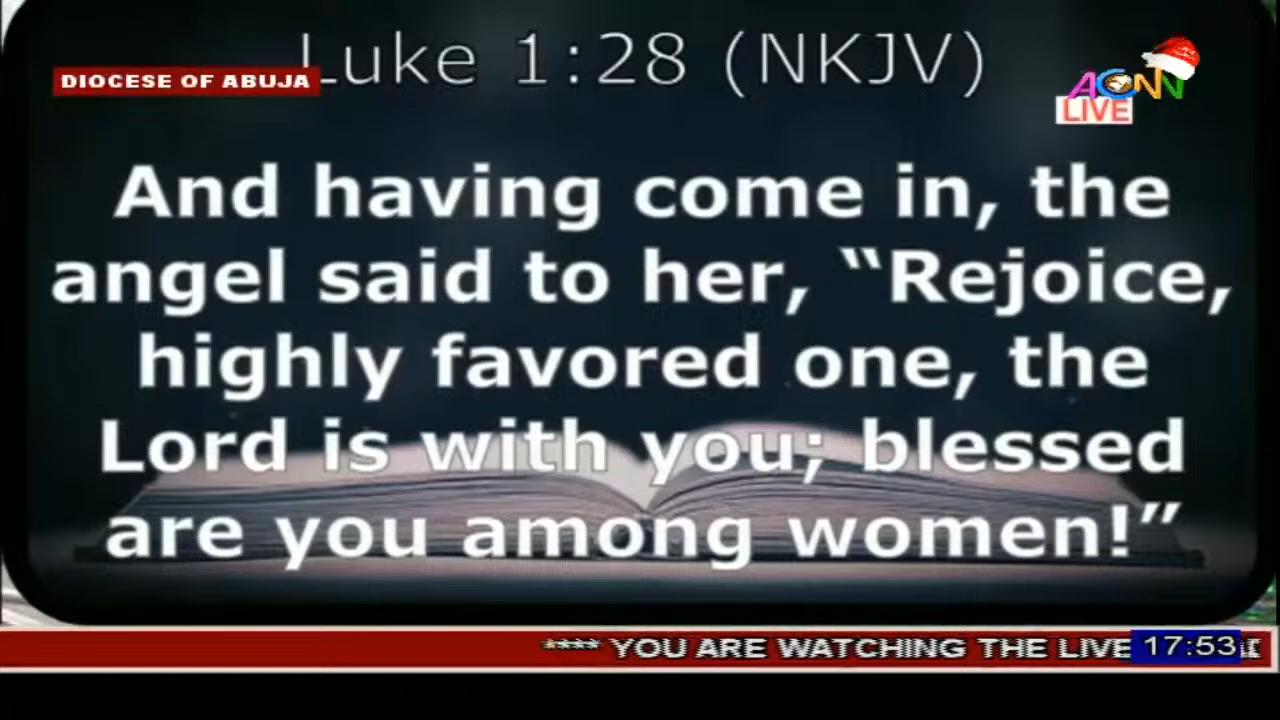 Luke 1:28 (NKJV)
DIOCESE OF ABUJA
ACNN
LIVE
And having come in, the
angel said to her, “Rejoice,
highly favored one, the
Lord is with you; blessed
are you among women!”
**** YOU ARE WATCHING THE LIVE
17:53